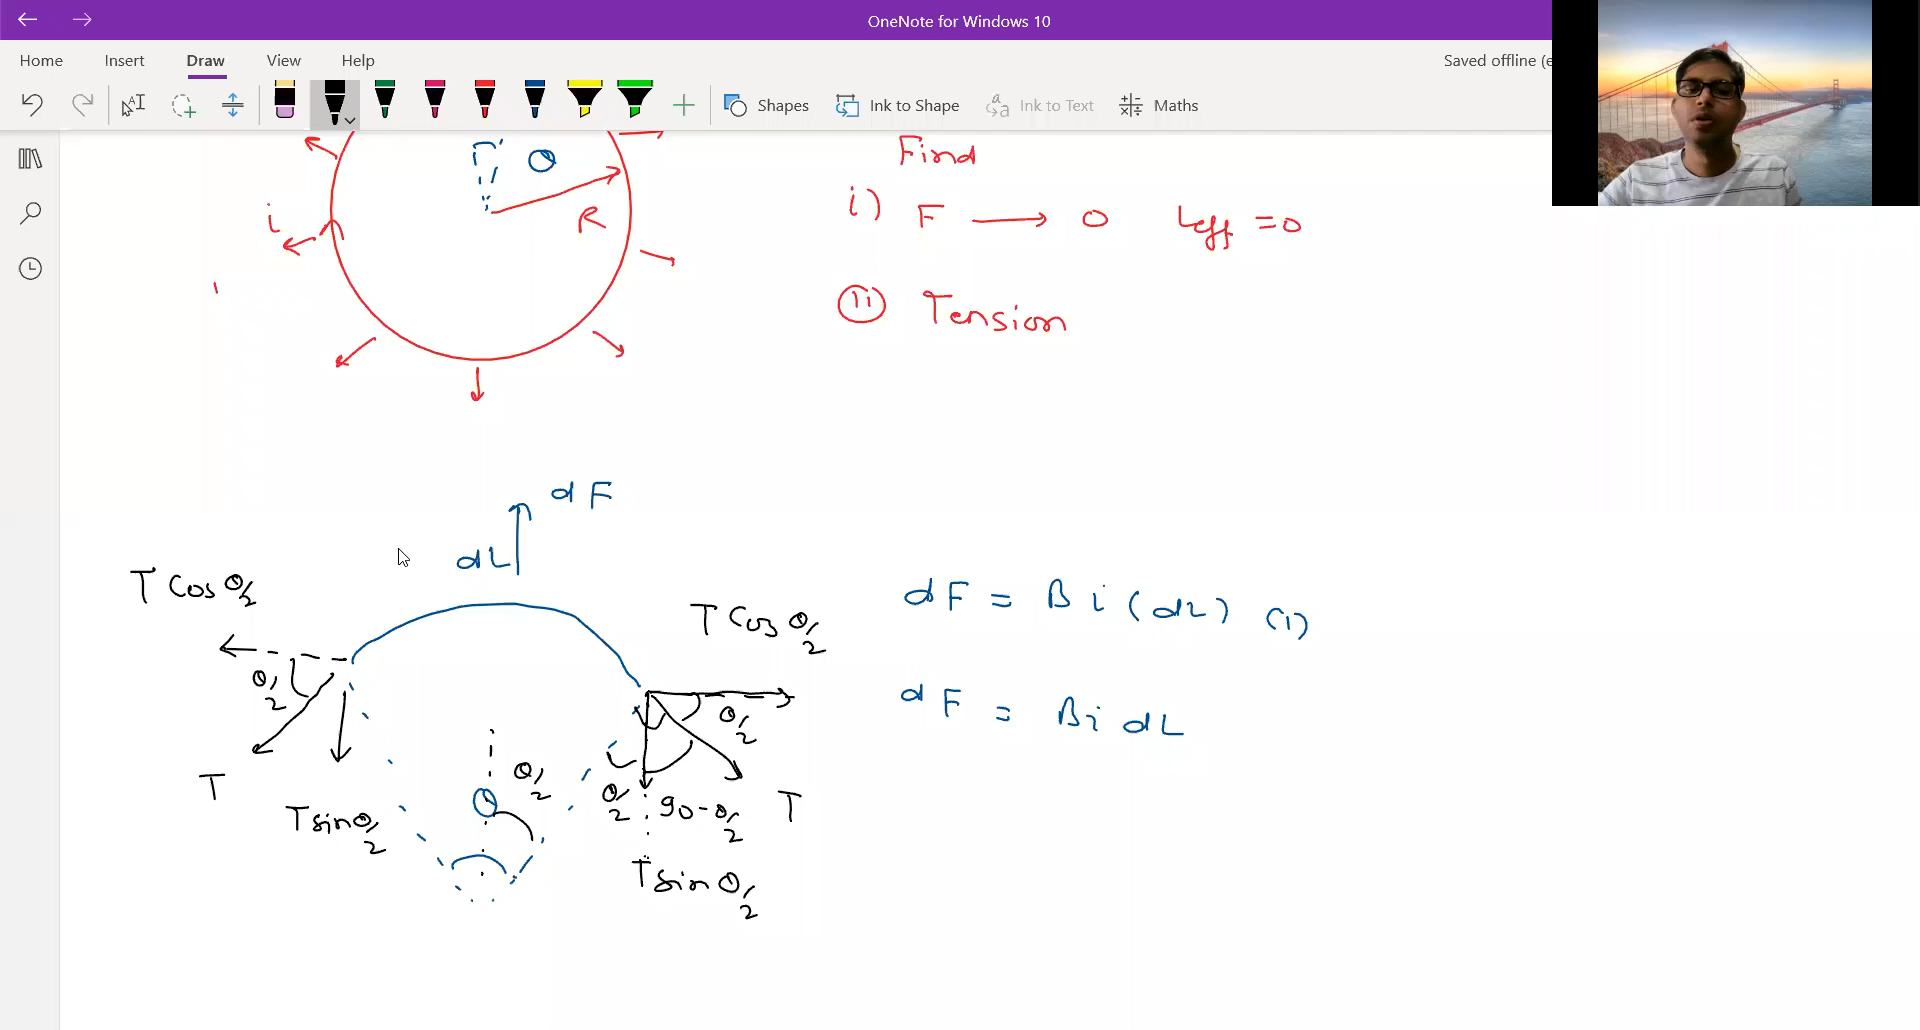 OneNote for Windows 10
Home Insert Draw View Help Saved offline (e
Shapes Ink to Shape Ink to Text Maths
θ
R
i
Find
i) F → 0 Leff = 0
(ii) Tension
dF
dL
T Cos θ/2
T Cos θ/2
θ/2
θ/2
T
T
T sin θ/2
θ/2
θ
θ/2
90-θ/2
T sin θ/2
dF = Bi(dL) (1)
dF = Bi dL